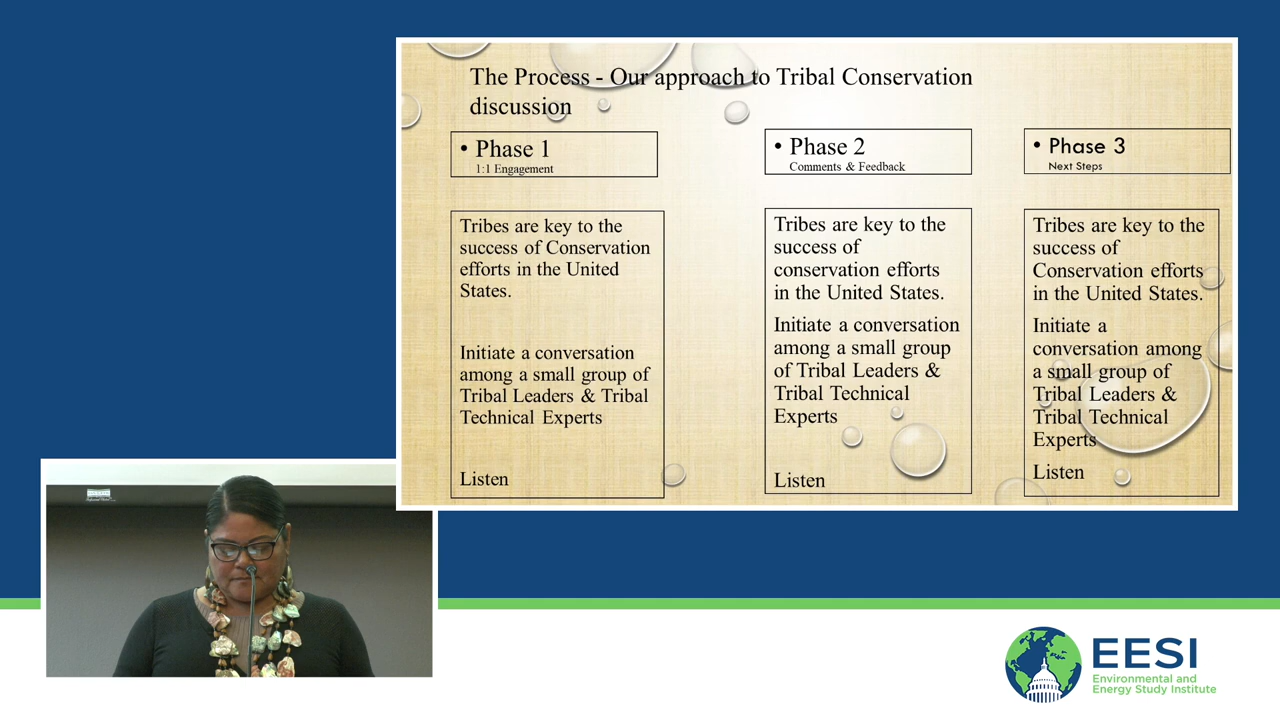 The Process - Our approach to Tribal Conservation
discussion
• Phase 1
1:1 Engagement
Tribes are key to the
success of Conservation
efforts in the United
States.
Initiate a conversation
among a small group of
Tribal Leaders & Tribal
Technical Experts
Listen
• Phase 2
Comments & Feedback
Tribes are key to the
success of
conservation efforts
in the United States.
Initiate a conversation
among a small group
of Tribal Leaders &
Tribal Technical
Experts
Listen
• Phase 3
Next Steps
Tribes are key to the
success of
Conservation efforts
in the United States.
Initiate a
conversation among
a small group of
Tribal Leaders &
Tribal Technical
Experts
Listen
EESI
Environmental and
Energy Study Institute